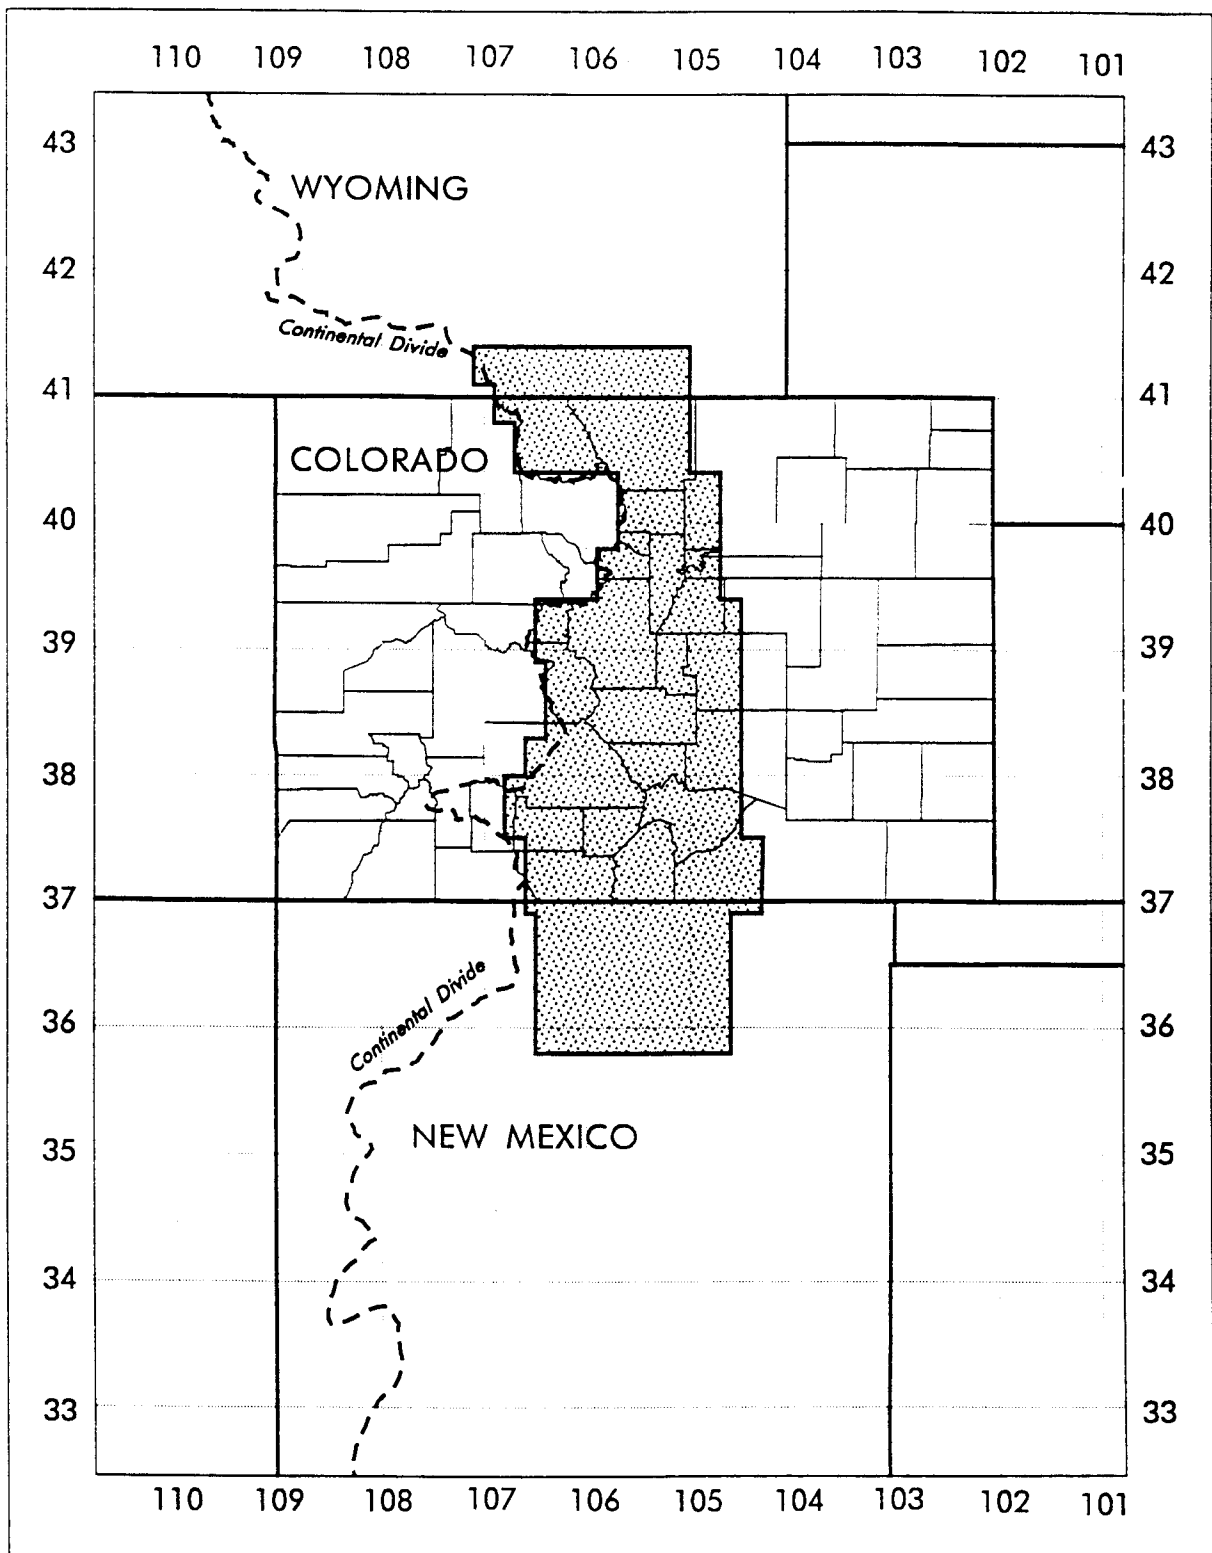 110 109 108 107 106 105 104 103 102 101
43 43
WYOMING
42 42
Continental Divide
41 41
COLORADO
40 40
39 39
38 38
37 37
Continental Divide
36 36
NEW MEXICO
35 35
34 34
33 33
110 109 108 107 106 105 104 103 102 101